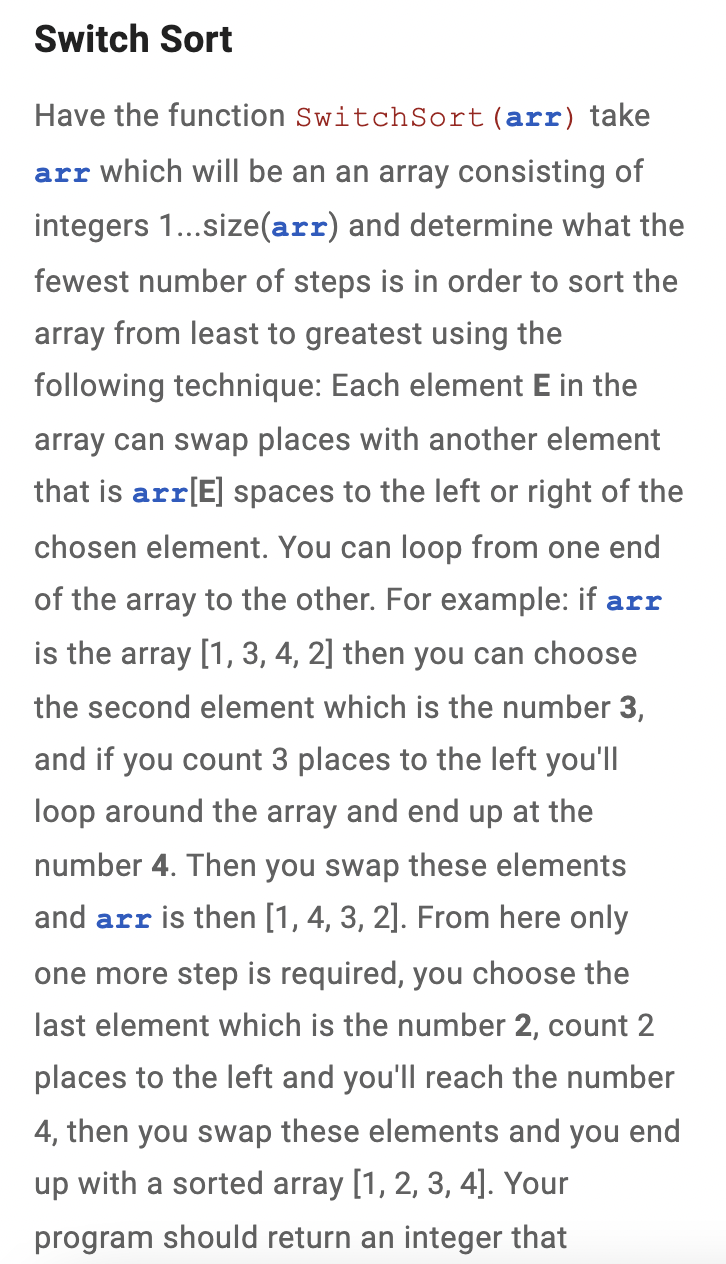 Switch Sort
Have the function SwitchSort(arr) take
arr which will be an an array consisting of
integers 1...size(arr) and determine what the
fewest number of steps is in order to sort the
array from least to greatest using the
following technique: Each element E in the
array can swap places with another element
that is arr[E] spaces to the left or right of the
chosen element. You can loop from one end
of the array to the other. For example: if arr
is the array [1, 3, 4, 2] then you can choose
the second element which is the number 3,
and if you count 3 places to the left you'll
loop around the array and end up at the
number 4. Then you swap these elements
and arr is then [1, 4, 3, 2]. From here only
one more step is required, you choose the
last element which is the number 2, count 2
places to the left and you'll reach the number
4, then you swap these elements and you end
up with a sorted array [1, 2, 3, 4]. Your
program should return an integer that